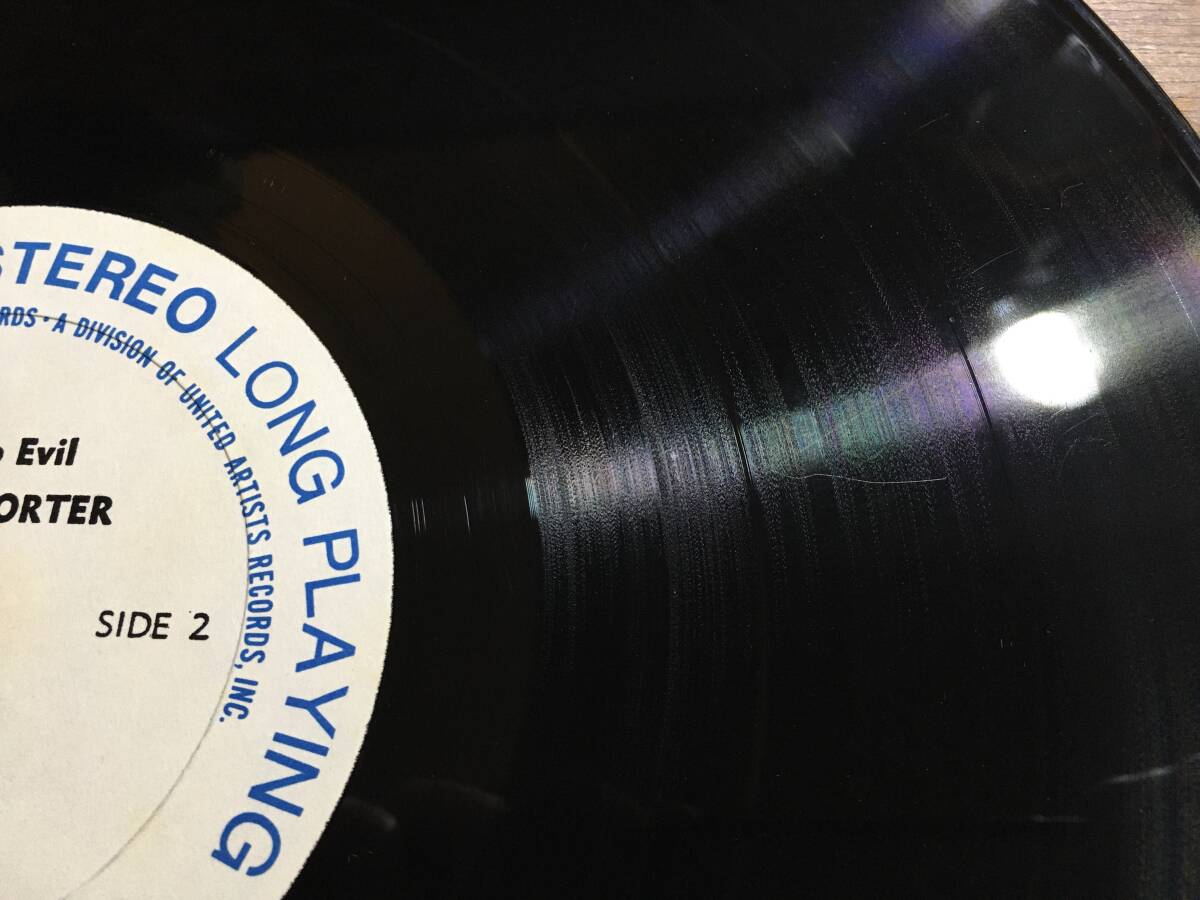 STEREO LONG PLAYING
RDS • A DIVISION OF UNITED ARTISTS RECORDS, INC.
Evil
ORTER
SIDE 2